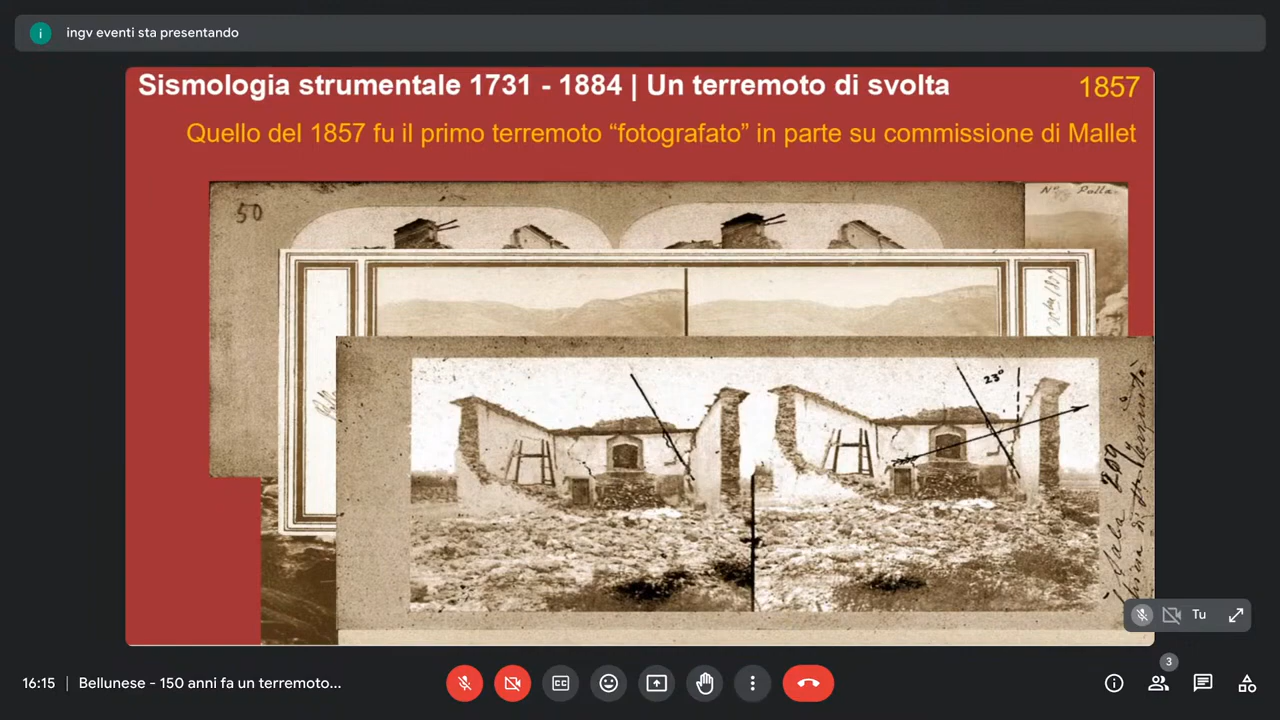 i ingv eventi sta presentando
Sismologia strumentale 1731 - 1884 | Un terremoto di svolta
1857
Quello del 1857 fu il primo terremoto “fotografato” in parte su commissione di Mallet
50
23°
Sala 209
Tu
16:15 | Bellunese - 150 anni fa un terremoto...
CC
3